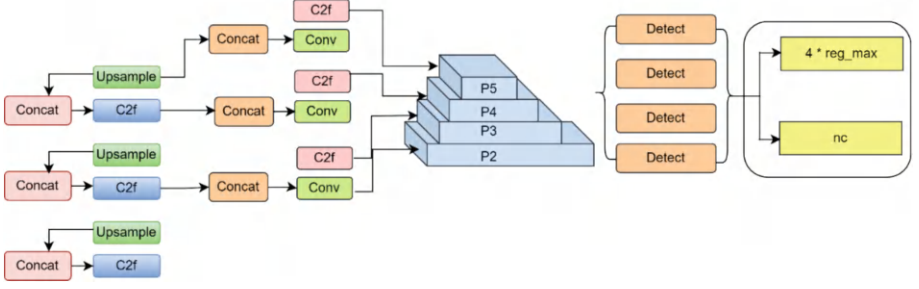 C2f
Concat
Conv
Upsample
C2f
Concat
C2f
Concat
Conv
Upsample
C2f
Concat
C2f
Concat
Conv
Upsample
Concat
C2f
P5
P4
P3
P2
Detect
Detect
Detect
Detect
4 * reg_max
nc